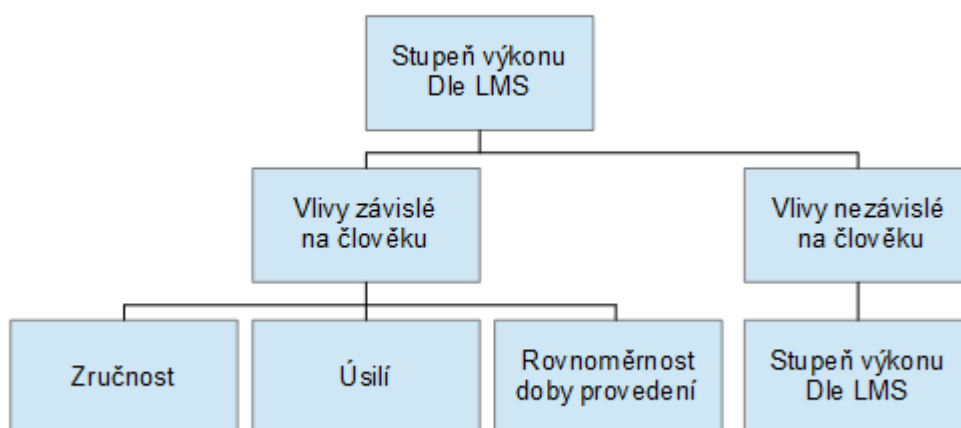 Stupeň výkonu
Dle LMS
Vlivy závislé
na člověku
Vlivy nezávislé
na člověku
Zručnost
Úsilí
Rovnoměrnost
doby provedení
Stupeň výkonu
Dle LMS